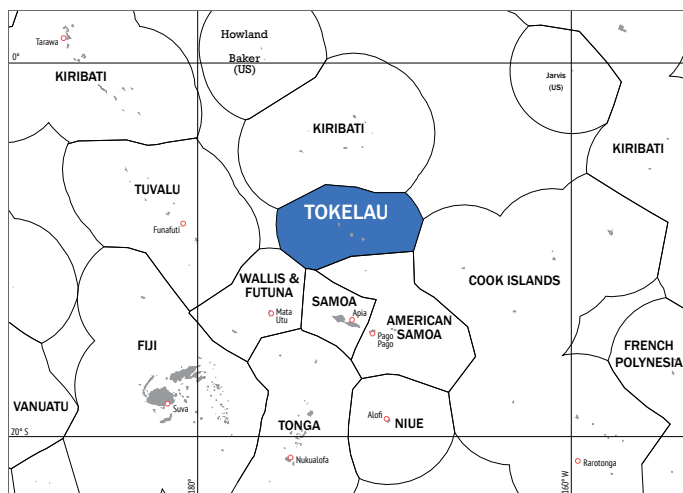 Howland
Baker
(US)
Tarawa
0°
KIRIBATI
Jarvis
(US)
KIRIBATI
KIRIBATI
TUVALU
TOKELAU
Funafuti
WALLIS &
FUTUNA
Mata
Utu
SAMOA
Apia
COOK ISLANDS
AMERICAN
SAMOA
Pago
Pago
FIJI
FRENCH
POLYNESIA
VANUATU
Suva
TONGA
Alofi
NIUE
20° S
Nukualofa
Rarotonga
180°
160° W